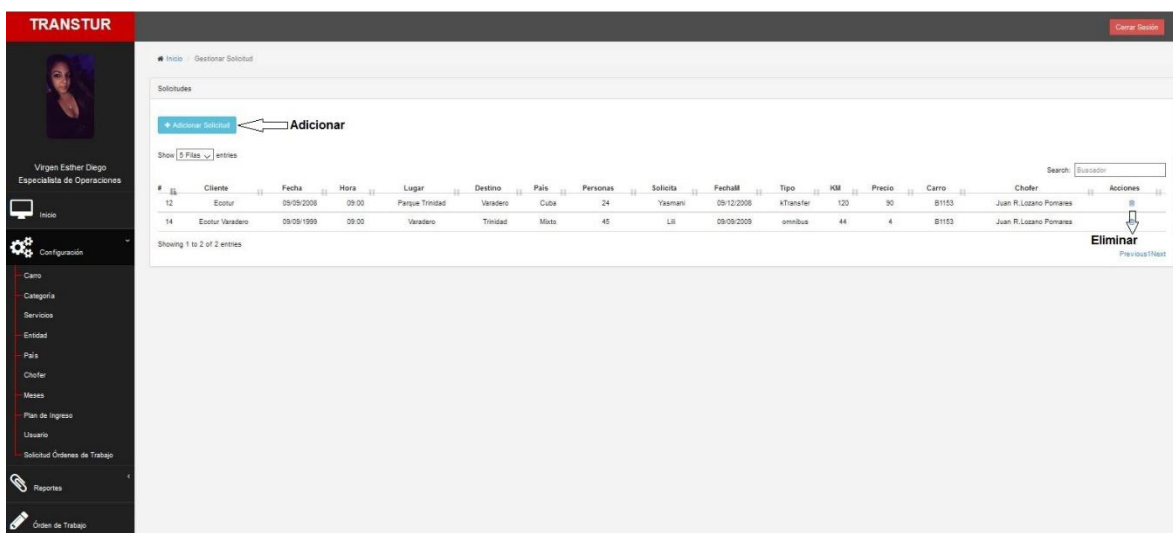 TRANSTUR
Cerrar Sesión
Inicio / Gestionar Solicitud
Virgen Esther Diego
Especialista de Operaciones
Inicio
Configuración
Carro
Categoría
Servicios
Entidad
País
Chofer
Meses
Plan de Ingreso
Usuario
Solicitud Órdenes de Trabajo
Reportes
Órden de Trabajo
Solicitudes
+ Adicionar Solicitud
Adicionar
Show 5 Filas entries
Search: Buscador
# Cliente Fecha Hora Lugar Destino País Personas Solicita FechaM Tipo KM Precio Carro Chofer Acciones
12 Ecotur 09/09/2008 09:00 Parque Trinidad Varadero Cuba 24 Yasmani 09/12/2008 kTransfer 120 90 B1153 Juan R.Lozano Pomares
14 Ecotur Varadero 09/09/1999 09:00 Varadero Trinidad Mixto 45 Lili 09/09/2009 omnibus 44 4 B1153 Juan R.Lozano Pomares
Showing 1 to 2 of 2 entries
Eliminar
Previous1Next